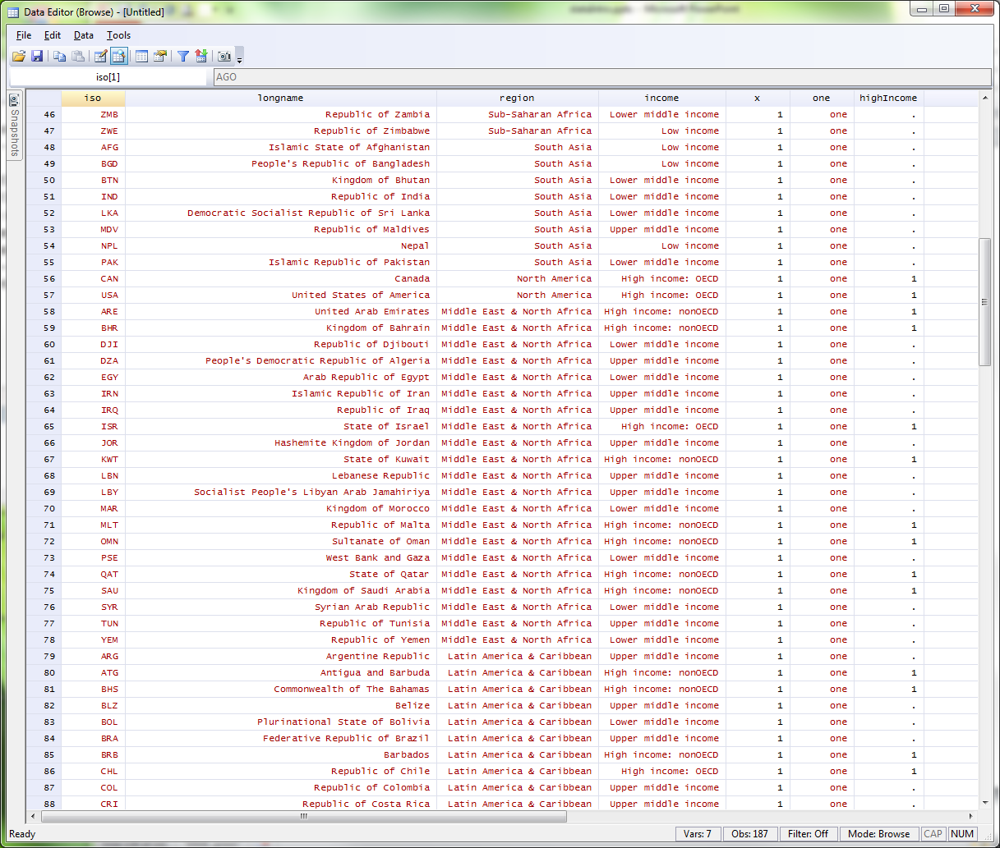 Data Editor (Browse) - [Untitled]
File Edit Data Tools
iso[1] AGO
Snapshots
iso longname region income x one highIncome
46 ZMB Republic of Zambia Sub-Saharan Africa Lower middle income 1 one .
47 ZWE Republic of Zimbabwe Sub-Saharan Africa Low income 1 one .
48 AFG Islamic State of Afghanistan South Asia Low income 1 one .
49 BGD People's Republic of Bangladesh South Asia Low income 1 one .
50 BTN Kingdom of Bhutan South Asia Lower middle income 1 one .
51 IND Republic of India South Asia Lower middle income 1 one .
52 LKA Democratic Socialist Republic of Sri Lanka South Asia Lower middle income 1 one .
53 MDV Republic of Maldives South Asia Upper middle income 1 one .
54 NPL Nepal South Asia Low income 1 one .
55 PAK Islamic Republic of Pakistan South Asia Lower middle income 1 one .
56 CAN Canada North America High income: OECD 1 one 1
57 USA United States of America North America High income: OECD 1 one 1
58 ARE United Arab Emirates Middle East & North Africa High income: nonOECD 1 one 1
59 BHR Kingdom of Bahrain Middle East & North Africa High income: nonOECD 1 one 1
60 DJI Republic of Djibouti Middle East & North Africa Lower middle income 1 one .
61 DZA People's Democratic Republic of Algeria Middle East & North Africa Upper middle income 1 one .
62 EGY Arab Republic of Egypt Middle East & North Africa Lower middle income 1 one .
63 IRN Islamic Republic of Iran Middle East & North Africa Upper middle income 1 one .
64 IRQ Republic of Iraq Middle East & North Africa Upper middle income 1 one .
65 ISR State of Israel Middle East & North Africa High income: OECD 1 one 1
66 JOR Hashemite Kingdom of Jordan Middle East & North Africa Upper middle income 1 one .
67 KWT State of Kuwait Middle East & North Africa High income: nonOECD 1 one 1
68 LBN Lebanese Republic Middle East & North Africa Upper middle income 1 one .
69 LBY Socialist People's Libyan Arab Jamahiriya Middle East & North Africa Upper middle income 1 one .
70 MAR Kingdom of Morocco Middle East & North Africa Lower middle income 1 one .
71 MLT Republic of Malta Middle East & North Africa High income: nonOECD 1 one 1
72 OMN Sultanate of Oman Middle East & North Africa High income: nonOECD 1 one 1
73 PSE West Bank and Gaza Middle East & North Africa Lower middle income 1 one .
74 QAT State of Qatar Middle East & North Africa High income: nonOECD 1 one 1
75 SAU Kingdom of Saudi Arabia Middle East & North Africa High income: nonOECD 1 one 1
76 SYR Syrian Arab Republic Middle East & North Africa Lower middle income 1 one .
77 TUN Republic of Tunisia Middle East & North Africa Upper middle income 1 one .
78 YEM Republic of Yemen Middle East & North Africa Lower middle income 1 one .
79 ARG Argentine Republic Latin America & Caribbean Upper middle income 1 one .
80 ATG Antigua and Barbuda Latin America & Caribbean High income: nonOECD 1 one 1
81 BHS Commonwealth of The Bahamas Latin America & Caribbean High income: nonOECD 1 one 1
82 BLZ Belize Latin America & Caribbean Upper middle income 1 one .
83 BOL Plurinational State of Bolivia Latin America & Caribbean Lower middle income 1 one .
84 BRA Federative Republic of Brazil Latin America & Caribbean Upper middle income 1 one .
85 BRB Barbados Latin America & Caribbean High income: nonOECD 1 one 1
86 CHL Republic of Chile Latin America & Caribbean High income: OECD 1 one 1
87 COL Republic of Colombia Latin America & Caribbean Upper middle income 1 one .
88 CRI Republic of Costa Rica Latin America & Caribbean Upper middle income 1 one .
Ready Vars: 7 Obs: 187 Filter: Off Mode: Browse CAP NUM